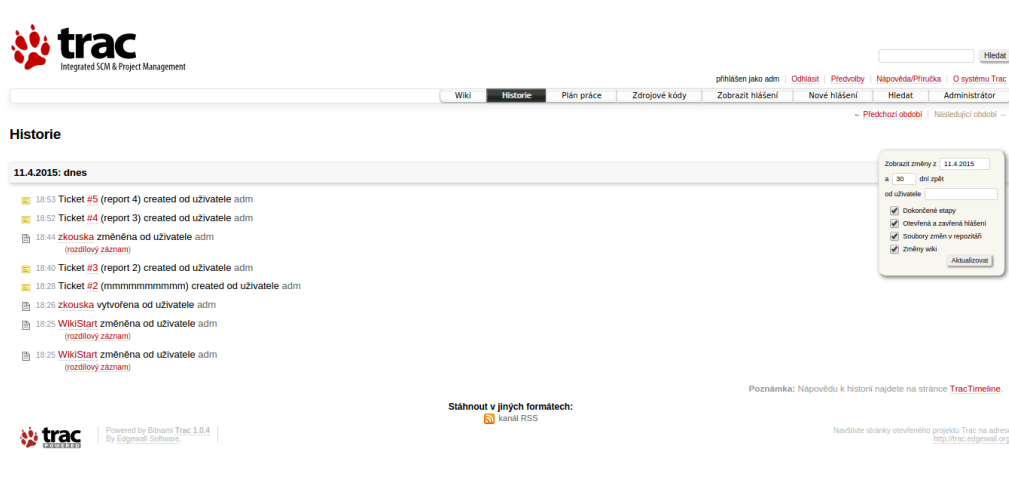 trac
Integrated SCM & Project Management
Hledat
přihlášen jako adm Odhlásit Předvolby Nápověda/Příručka O systému Trac
Wiki Historie Plán práce Zdrojové kódy Zobrazit hlášení Nové hlášení Hledat Administrátor
← Předchozí období Následující období →
Historie
11.4.2015: dnes
Zobrazit změny z 11.4.2015
a 30 dní zpět
od uživatele
Dokončené etapy
Otevřená a zavřená hlášení
Soubory změn v repozitáři
Změny wiki
Aktualizovat
18:53 Ticket #5 (report 4) created od uživatele adm
18:52 Ticket #4 (report 3) created od uživatele adm
18:44 zkouska změněna od uživatele adm
(rozdílový záznam)
18:40 Ticket #3 (report 2) created od uživatele adm
18:28 Ticket #2 (mmmmmmmmmm) created od uživatele adm
18:26 zkouska vytvořena od uživatele adm
18:25 WikiStart změněna od uživatele adm
(rozdílový záznam)
18:25 WikiStart změněna od uživatele adm
(rozdílový záznam)
Poznámka: Nápovědu k historii najdete na stránce TracTimeline.
Stáhnout v jiných formátech:
kanál RSS
trac
POWERED
Powered by Bitnami Trac 1.0.4
By Edgewall Software.
Navštivte stránky otevřeného projektu Trac na adrese
http://trac.edgewall.org